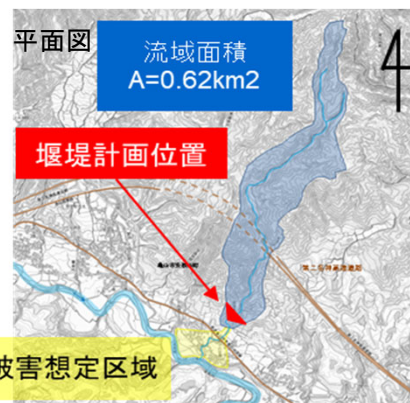 平面図
流域面積
A=0.62km2
堰堤計画位置
被害想定区域